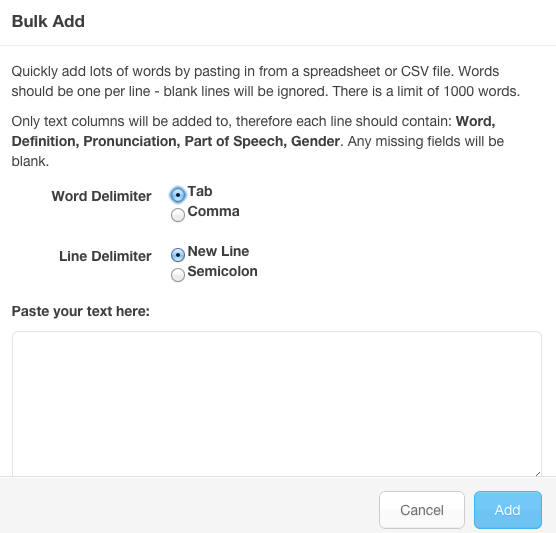 Bulk Add
Quickly add lots of words by pasting in from a spreadsheet or CSV file. Words
should be one per line - blank lines will be ignored. There is a limit of 1000 words.
Only text columns will be added to, therefore each line should contain: Word,
Definition, Pronunciation, Part of Speech, Gender. Any missing fields will be
blank.
Word Delimiter Tab
Comma
Line Delimiter New Line
Semicolon
Paste your text here:
Cancel Add